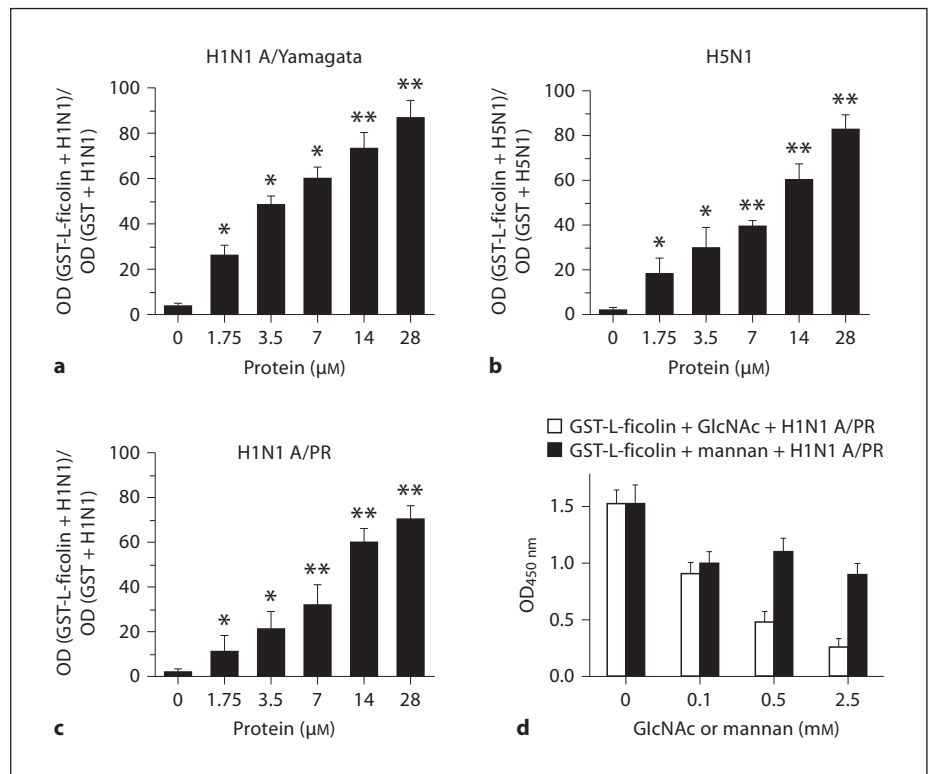 H1N1 A/Yamagata
OD (GST-L-ficolin + H1N1)/
OD (GST + H1N1)
100
80
60
40
20
0
*
*
*
**
**
0 1.75 3.5 7 14 28
a
Protein (μM)
H5N1
OD (GST-L-ficolin + H5N1)/
OD (GST + H5N1)
100
80
60
40
20
0
*
*
**
**
**
0 1.75 3.5 7 14 28
b
Protein (μM)
H1N1 A/PR
OD (GST-L-ficolin + H1N1)/
OD (GST + H1N1)
100
80
60
40
20
0
*
*
**
**
**
0 1.75 3.5 7 14 28
c
Protein (μM)
GST-L-ficolin + GlcNAc + H1N1 A/PR
GST-L-ficolin + mannan + H1N1 A/PR
OD450 nm
1.5
1.0
0.5
0.0
0 0.1 0.5 2.5
d
GlcNAc or mannan (mM)